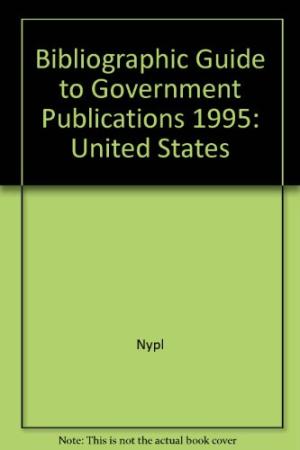 Bibliographic Guide
to Government
Publications 1995:
United States
Nypl
Note: This is not the actual book cover